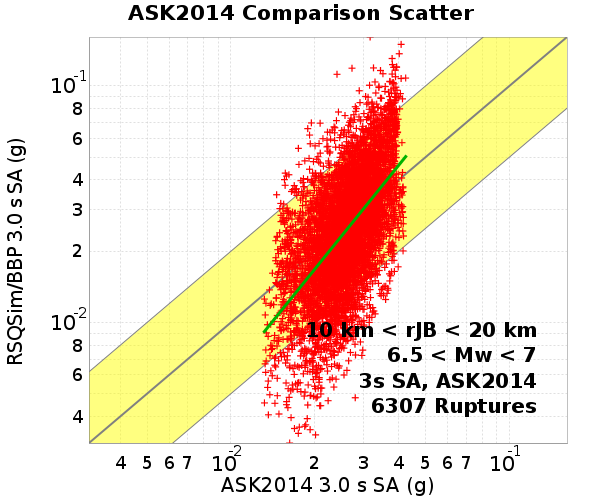 ASK2014 Comparison Scatter
RSQSim/BBP 3.0 s SA (g)
10⁻¹
8
6
4
3
2
10⁻²
8
6
4
10 km < rJB < 20 km
6.5 < Mw < 7
3s SA, ASK2014
6307 Ruptures
4 5 6 7 10⁻² 2 3 4 5 6 7 10⁻¹
ASK2014 3.0 s SA (g)